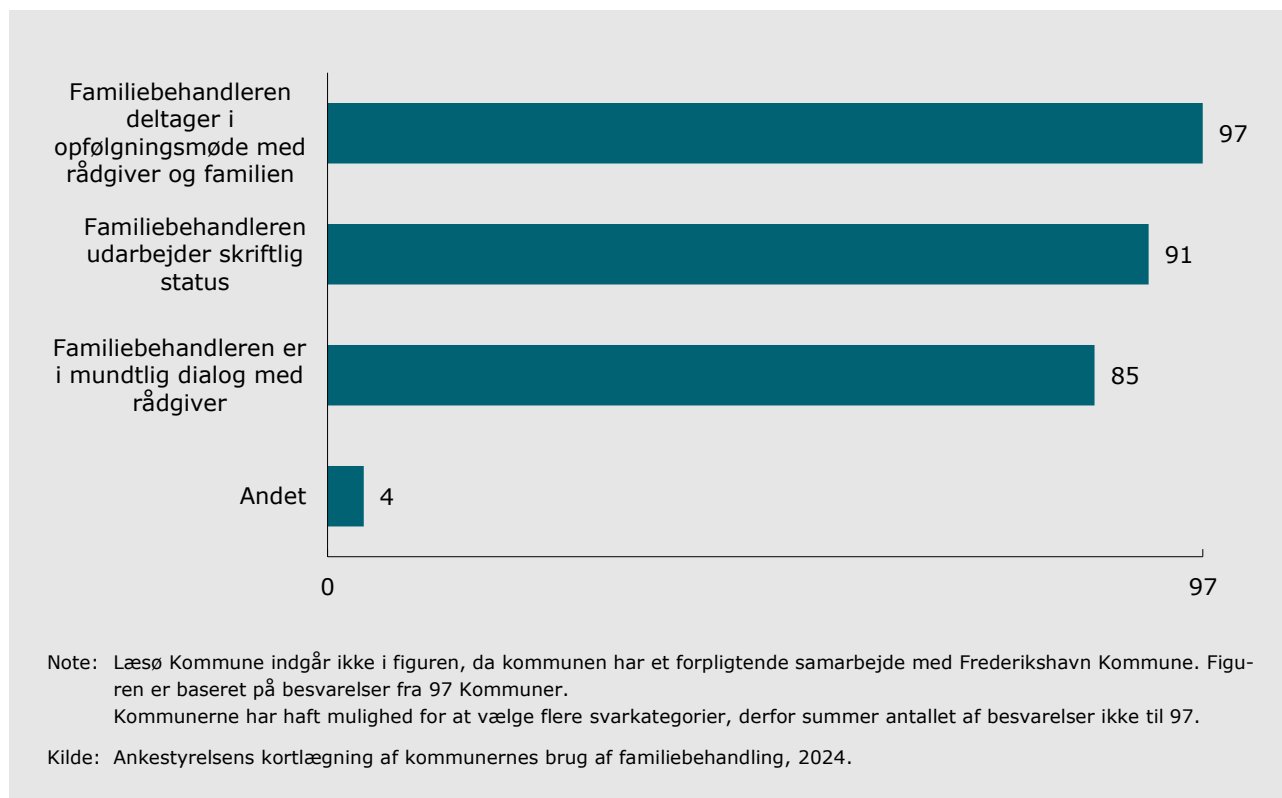 Familiebehandleren
deltager i
opfølgningsmøde med
rådgiver og familien
97
Familiebehandleren
udarbejder skriftlig
status
91
Familiebehandleren er
i mundtlig dialog med
rådgiver
85
Andet
4
0
97
Note: Læsø Kommune indgår ikke i figuren, da kommunen har et forpligtende samarbejde med Frederikshavn Kommune. Figu-
ren er baseret på besvarelser fra 97 Kommuner.
Kommunerne har haft mulighed for at vælge flere svarkategorier, derfor summer antallet af besvarelser ikke til 97.
Kilde: Ankestyrelsens kortlægning af kommunernes brug af familiebehandling, 2024.